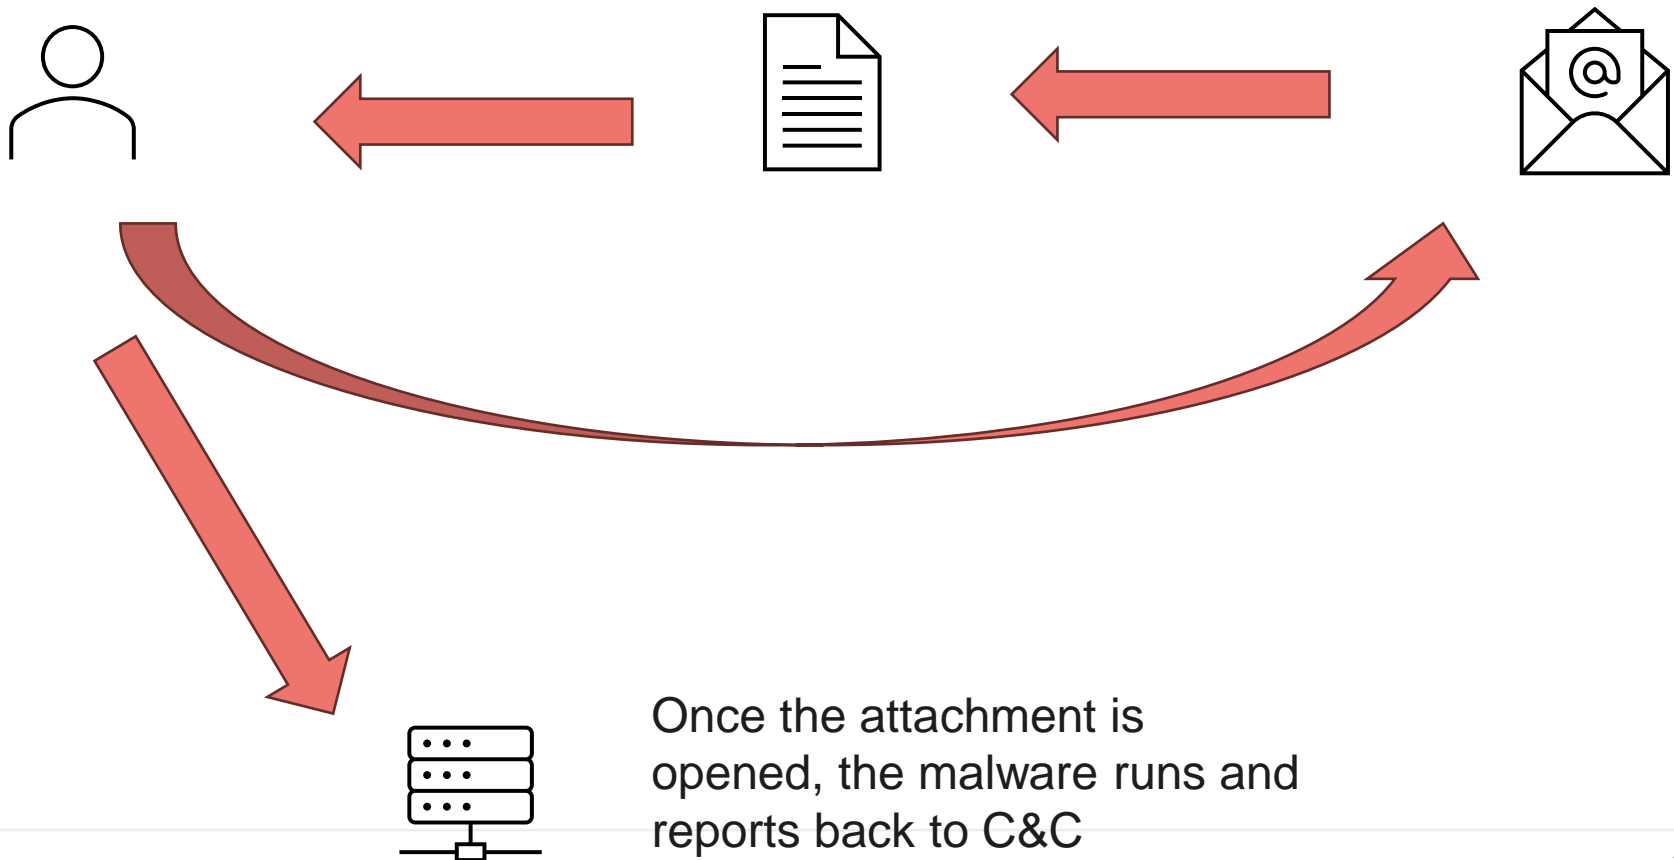 @
Once the attachment is
opened, the malware runs and
reports back to C&C